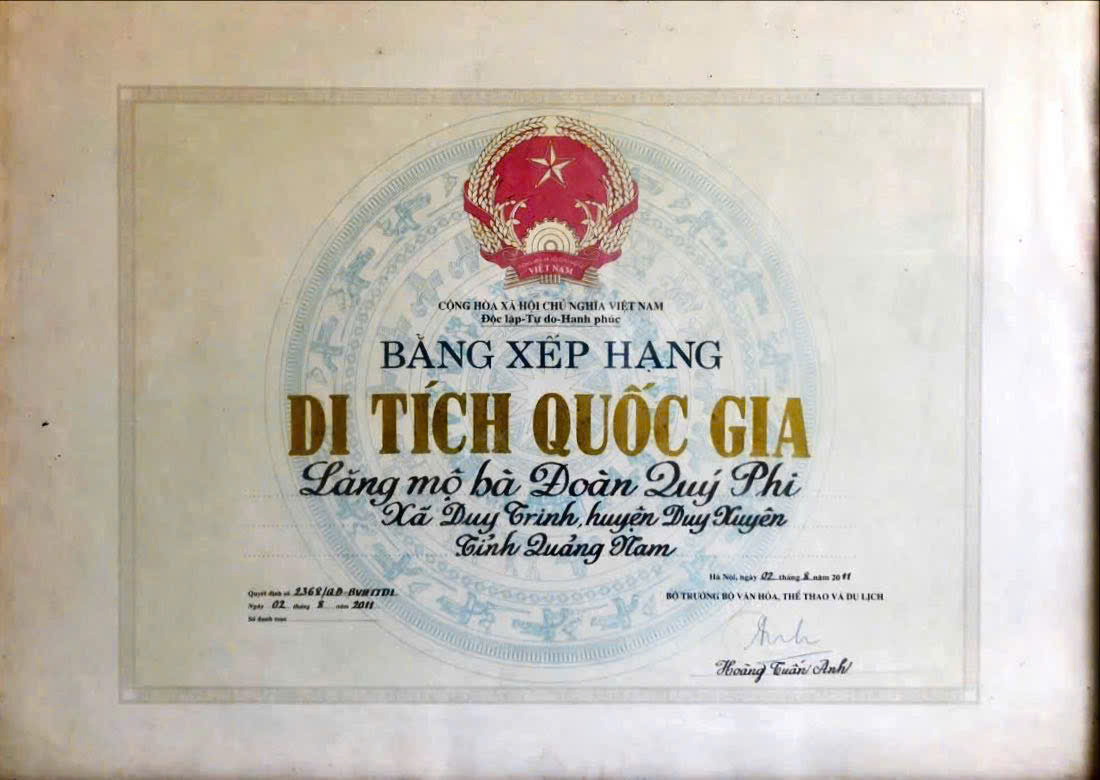 VIỆT NAM
CỘNG HÒA XÃ HỘI CHỦ NGHĨA VIỆT NAM
Độc lập-Tự do-Hạnh phúc
BẰNG XẾP HẠNG
DI TÍCH QUỐC GIA
Lăng mộ bà Đoàn Quý Phi
Xã Duy Trinh, huyện Duy Xuyên
Tỉnh Quảng Nam
Hà Nội, ngày 02 tháng 8 năm 2011
BỘ TRƯỞNG BỘ VĂN HÓA, THỂ THAO VÀ DU LỊCH
Quyết định số 2368/QĐ-BVHTTDL
Ngày 02 tháng 8 năm 2011
Số danh mục
Hoàng Tuấn Anh